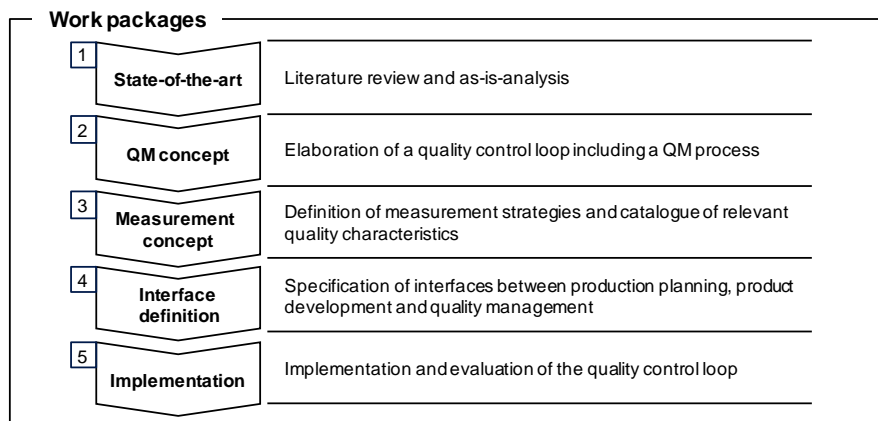 Work packages
1
State-of-the-art
Literature review and as-is-analysis
2
QM concept
Elaboration of a quality control loop including a QM process
3
Measurement
concept
Definition of measurement strategies and catalogue of relevant
quality characteristics
4
Interface
definition
Specification of interfaces between production planning, product
development and quality management
5
Implementation
Implementation and evaluation of the quality control loop